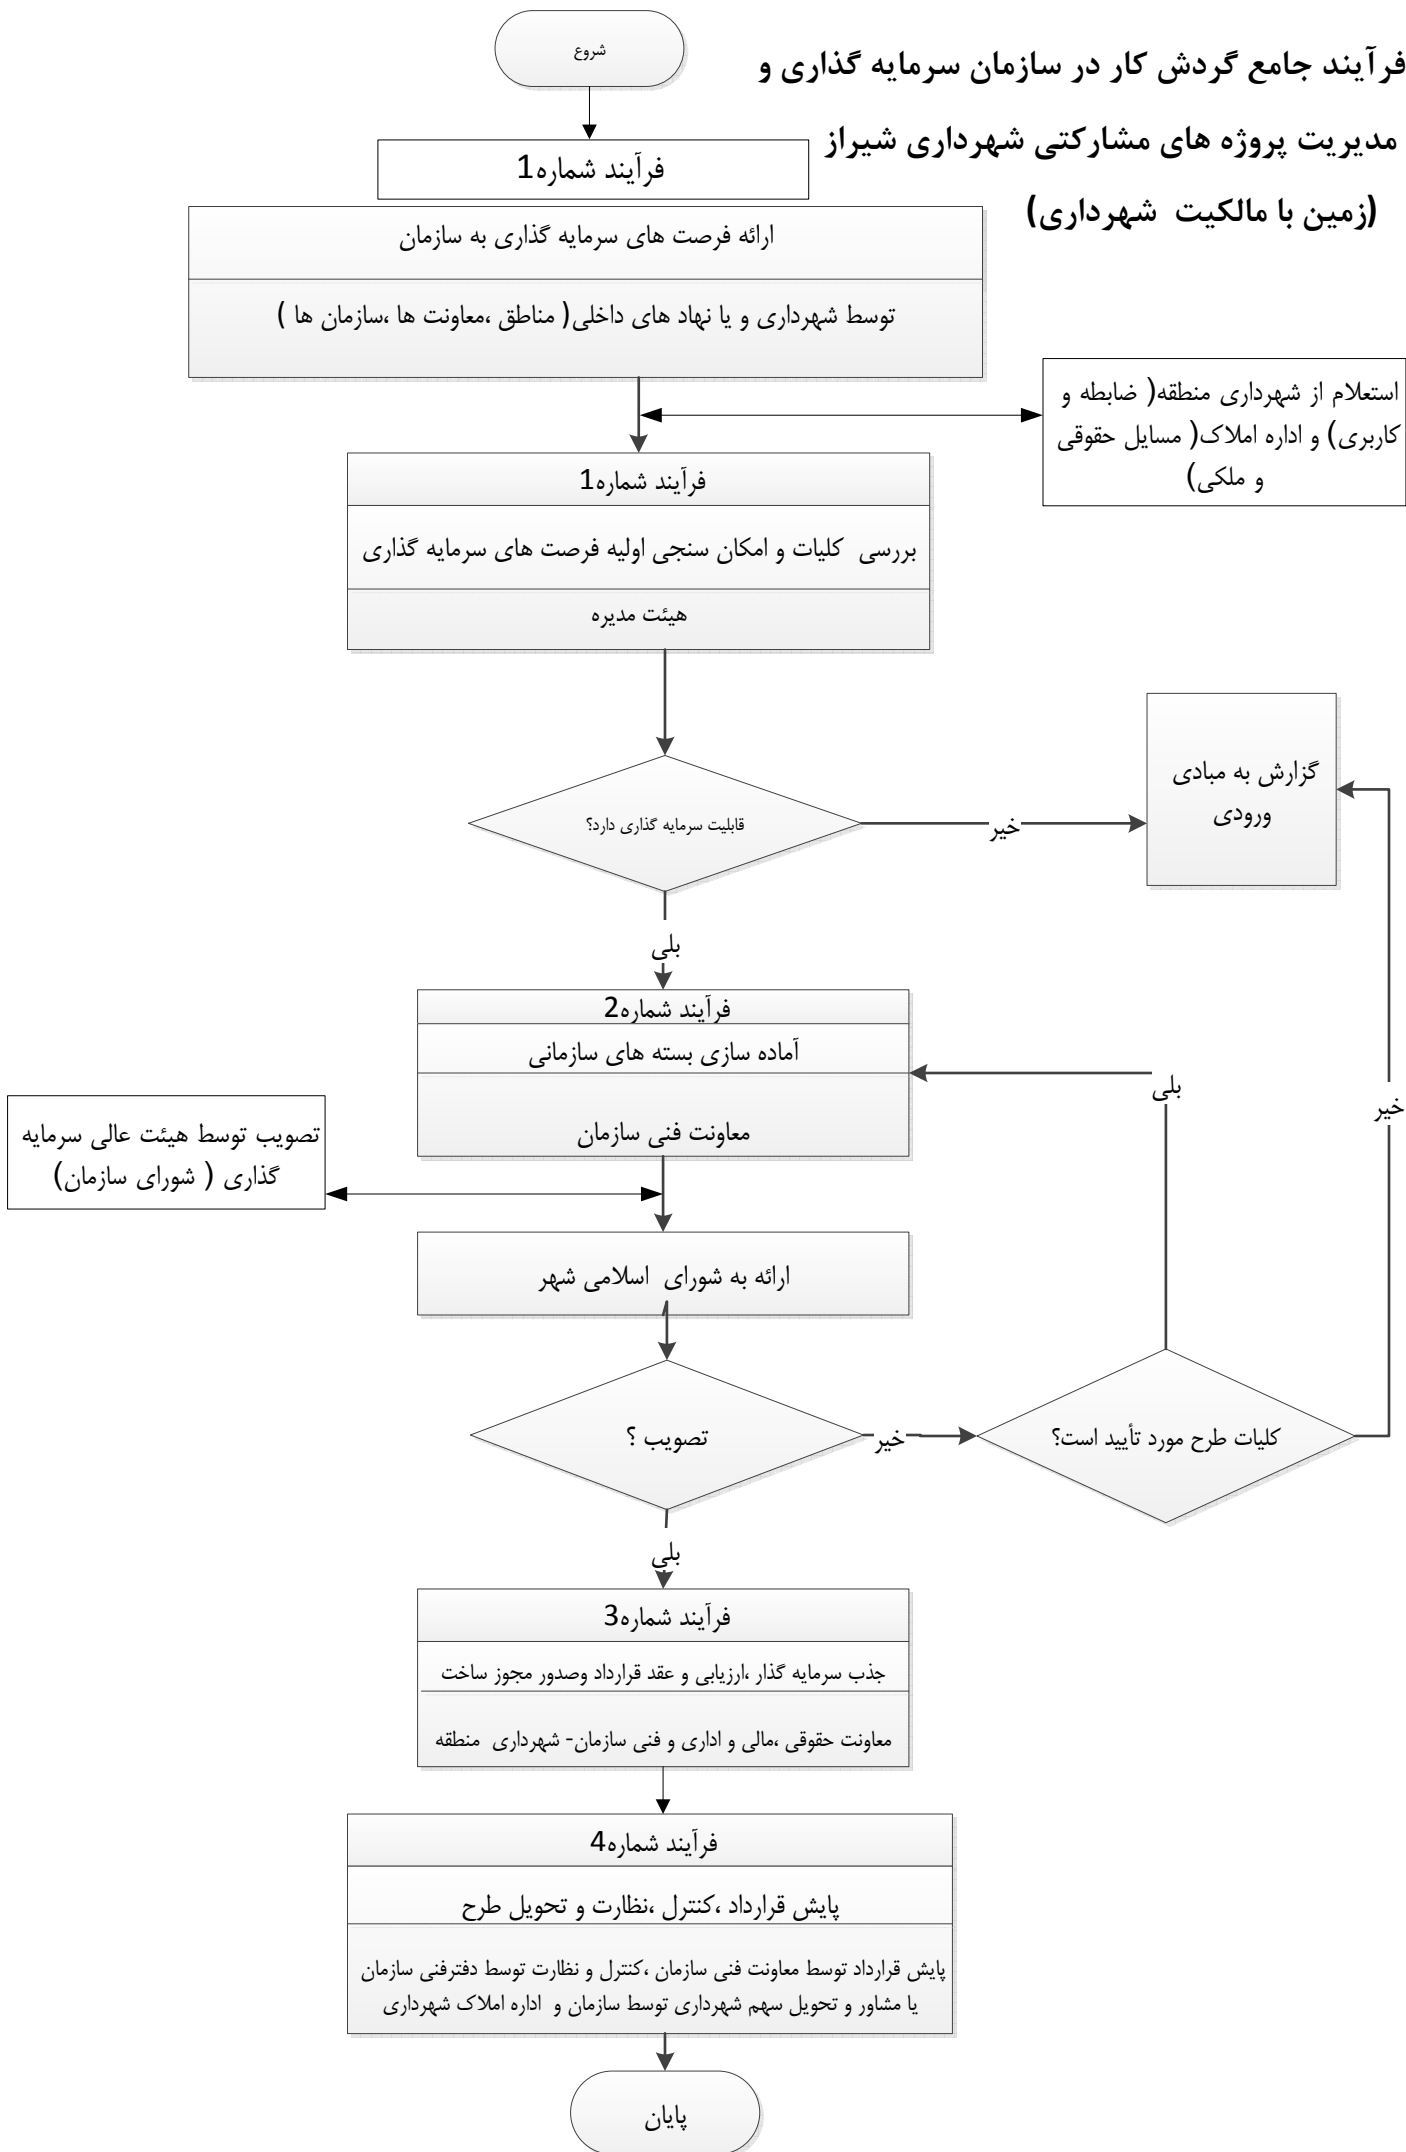 شروع
فرآیند جامع گردش کار در سازمان سرمایه گذاری و
مدیریت پروژه های مشارکتی شهرداری شیراز
(زمین با مالکیت شهرداری)
فرآیند شماره1
ارائه فرصت های سرمایه گذاری به سازمان
توسط شهرداری و یا نهاد های داخلی( مناطق ،معاونت ها ،سازمان ها )
استعلام از شهرداری منطقه( ضابطه و
کاربری) و اداره املاک( مسایل حقوقی
و ملکی)
فرآیند شماره1
بررسی کلیات و امکان سنجی اولیه فرصت های سرمایه گذاری
هیئت مدیره
قابلیت سرمایه گذاری دارد؟
خیر
گزارش به مبادی
ورودی
بلی
فرآیند شماره2
آماده سازی بسته های سازمانی
معاونت فنی سازمان
بلی
خیر
تصویب توسط هیئت عالی سرمایه
گذاری ( شورای سازمان)
ارائه به شورای اسلامی شهر
تصویب ؟
خیر
کلیات طرح مورد تأیید است؟
بلی
فرآیند شماره3
جذب سرمایه گذار ،ارزیابی و عقد قرارداد وصدور مجوز ساخت
معاونت حقوقی ،مالی و اداری و فنی سازمان- شهرداری منطقه
فرآیند شماره4
پایش قرارداد ،کنترل ،نظارت و تحویل طرح
پایش قرارداد توسط معاونت فنی سازمان ،کنترل و نظارت توسط دفترفنی سازمان
یا مشاور و تحویل سهم شهرداری توسط سازمان و اداره املاک شهرداری
پایان